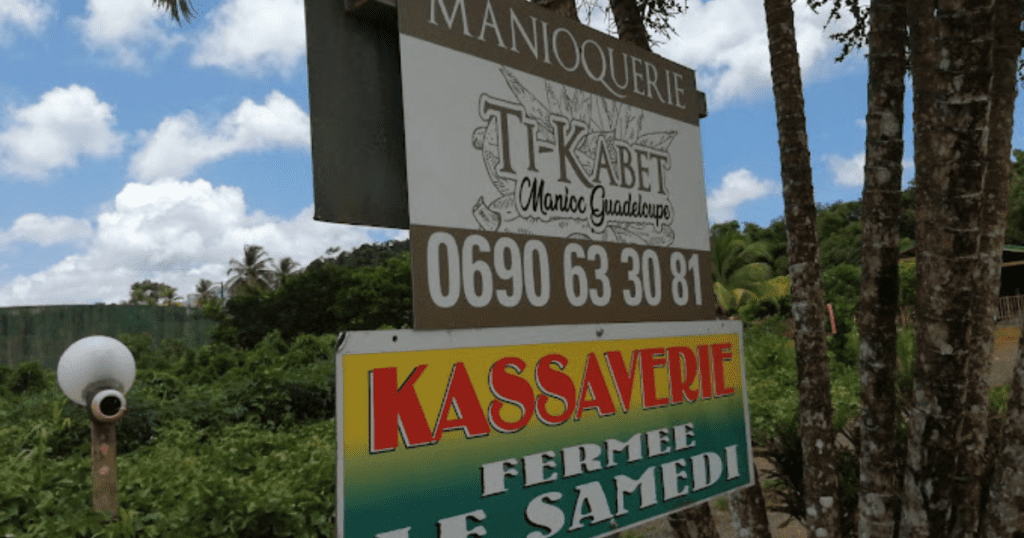 MANIOQUERIE
TI-KABET
Manioc Guadeloupe
0690 63 30 81
KASSAVERIE
FERMEE
LE SAMEDI